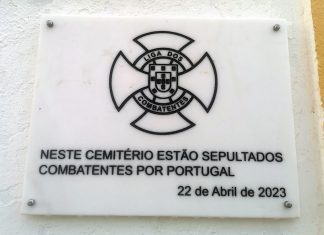 LIGA DOS
COMBATENTES
NESTE CEMITÉRIO ESTÃO SEPULTADOS
COMBATENTES POR PORTUGAL
22 de Abril de 2023